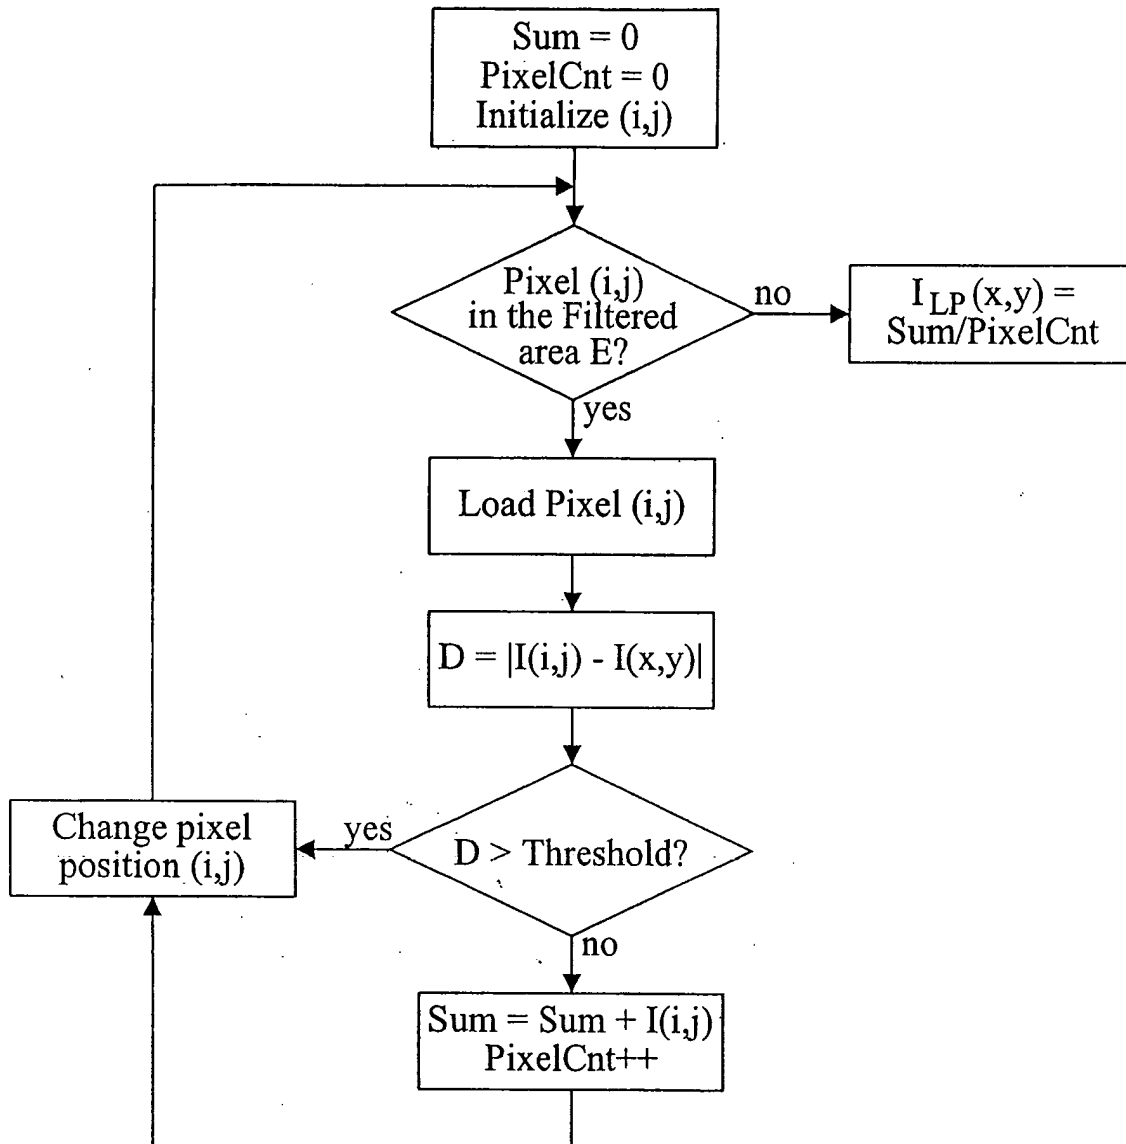 Sum = 0
PixelCnt = 0
Initialize (i,j)
Pixel (i,j)
in the Filtered
area E?
no
I LP (x,y) =
Sum/PixelCnt
yes
Load Pixel (i,j)
D = |I(i,j) - I(x,y)|
D > Threshold?
yes
Change pixel
position (i,j)
no
Sum = Sum + I(i,j)
PixelCnt++